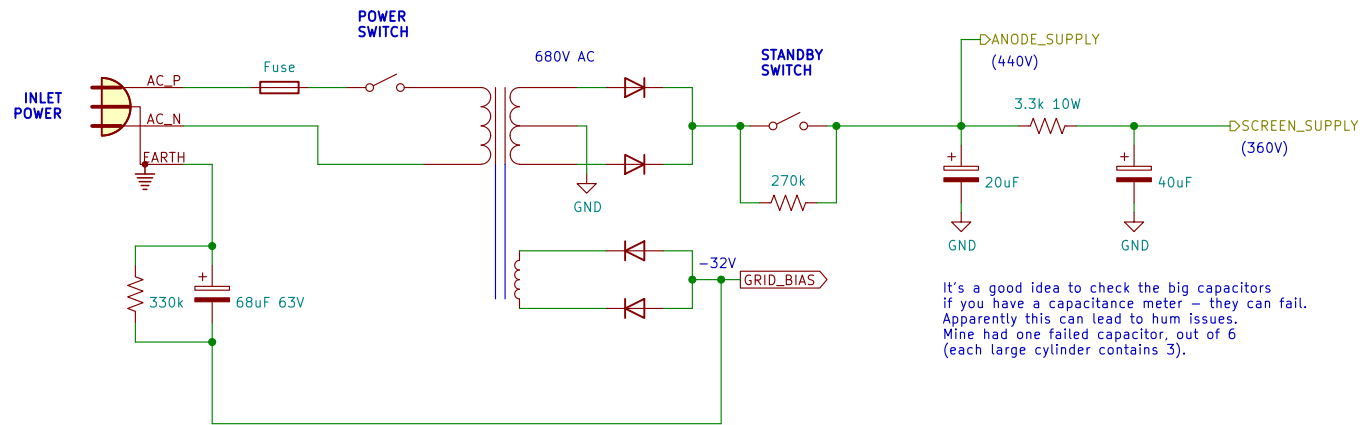 POWER
SWITCH
680V AC
STANDBY
SWITCH
ANODE_SUPPLY
(440V)
Fuse
INLET
POWER
AC_P
AC_N
EARTH
3.3k 10W
SCREEN_SUPPLY
(360V)
270k
20uF
40uF
GND
GND
GND
-32V
GRID_BIAS
330k
68uF 63V
It's a good idea to check the big capacitors
if you have a capacitance meter - they can fail.
Apparently this can lead to hum issues.
Mine had one failed capacitor, out of 6
(each large cylinder contains 3).